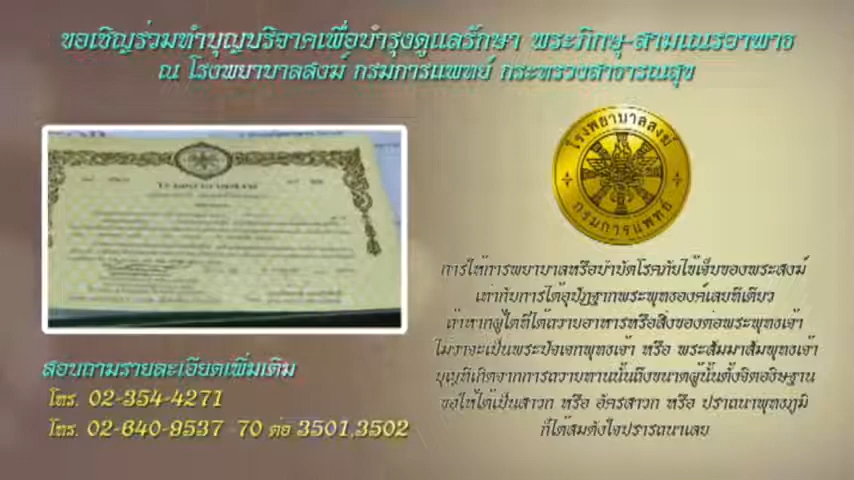 ขอเชิญร่วมทำบุญบริจาคเพื่อบำรุงดูแลรักษา พระภิกษุ-สามเณรอาพาธ
ณ โรงพยาบาลสงฆ์ กรมการแพทย์ กระทรวงสาธารณสุข
โรงพยาบาลสงฆ์
กรมการแพทย์
การให้การพยาบาลหรือบำบัดโรคภัยไข้เจ็บของพระสงฆ์
เท่ากับการได้อุปัฏฐากพระพุทธองค์เลยทีเดียว
ถ้าหากผู้ใดที่ได้ถวายอาหารหรือสิ่งของต่อพระพุทธเจ้า
ไม่ว่าจะเป็นพระปัจเจกพุทธเจ้า หรือ พระสัมมาสัมพุทธเจ้า
บุญที่เกิดจากการถวายทานนั้นถึงขนาดผู้นั้นตั้งจิตอธิษฐาน
ขอให้ได้เป็นสาวก หรือ อัครสาวก หรือ ปรารถนาพุทธภูมิ
ก็ได้สมดังใจปรารถนาเลย
สอบถามรายละเอียดเพิ่มเติม
โทร. 02-354-4271
โทร. 02-640-9537 70 ต่อ 3501,3502